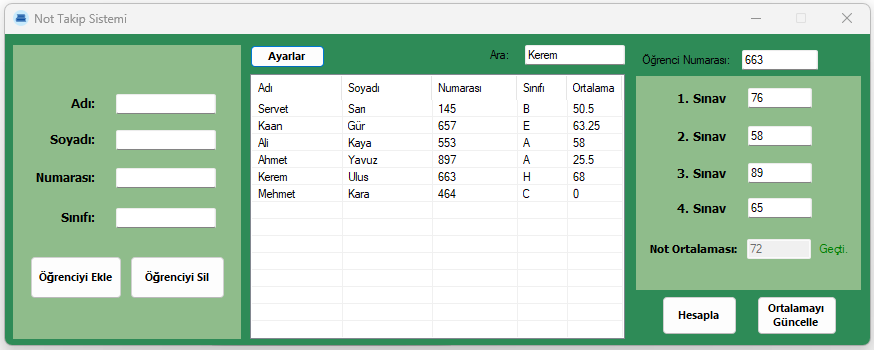 Not Takip Sistemi
Adı:
Soyadı:
Numarası:
Sınıfı:
Öğrenciyi Ekle
Öğrenciyi Sil
Ayarlar
Ara: Kerem
Adı Soyadı Numarası Sınıfı Ortalama
Servet Sarı 145 B 50.5
Kaan Gür 657 E 63.25
Ali Kaya 553 A 58
Ahmet Yavuz 897 A 25.5
Kerem Ulus 663 H 68
Mehmet Kara 464 C 0
Öğrenci Numarası: 663
1. Sınav 76
2. Sınav 58
3. Sınav 89
4. Sınav 65
Not Ortalaması: 72 Geçti.
Hesapla
Ortalamayı
Güncelle